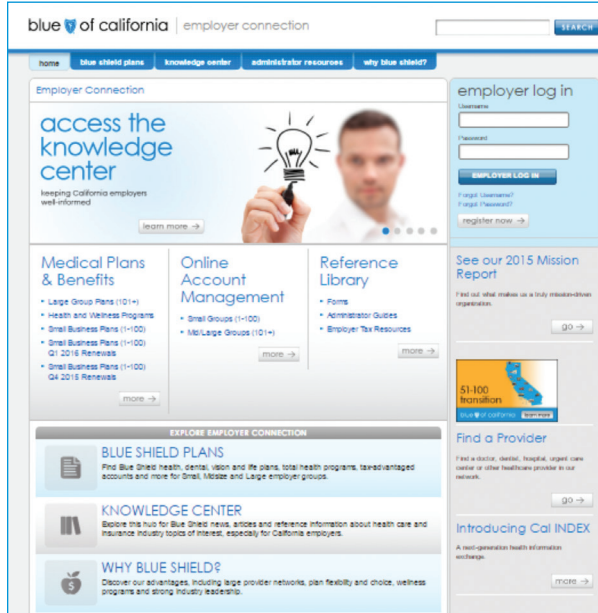 blue of california | employer connection
SEARCH
home
blue shield plans
knowledge center
administrator resources
why blue shield?
Employer Connection
access the
knowledge
center
keeping California employers
well-informed
learn more →
employer log in
Username
Password
EMPLOYER LOG IN
Forgot Username?
Forgot Password?
register now →
Medical Plans
& Benefits
• Large Group Plans (101+)
• Health and Wellness Programs
• Small Business Plans (1-100)
• Small Business Plans (1-100)
Q1 2016 Renewals
• Small Business Plans (1-100)
Q4 2015 Renewals
more →
Online
Account
Management
• Small Groups (1-100)
• Mid/Large Groups (101+)
more →
Reference
Library
• Forms
• Administrator Guides
• Employer Tax Resources
more →
See our 2015 Mission
Report
Find out what makes us a truly mission-driven
organization.
go →
51-100
transition
blue of california
learn more
Find a Provider
Find a doctor, dentist, hospital, urgent care
center or other healthcare provider in our
network.
go →
Introducing Cal INDEX
A next-generation health information
exchange.
more →
EXPLORE EMPLOYER CONNECTION
BLUE SHIELD PLANS
Find Blue Shield health, dental, vision and life plans, total health programs, tax-advantaged
accounts and more for Small, Midsize and Large employer groups.
KNOWLEDGE CENTER
Explore this hub for Blue Shield news, articles and reference information about health care and
insurance industry topics of interest, especially for California employers.
WHY BLUE SHIELD?
Discover our advantages, including large provider networks, plan flexibility and choice, wellness
programs and strong industry leadership.